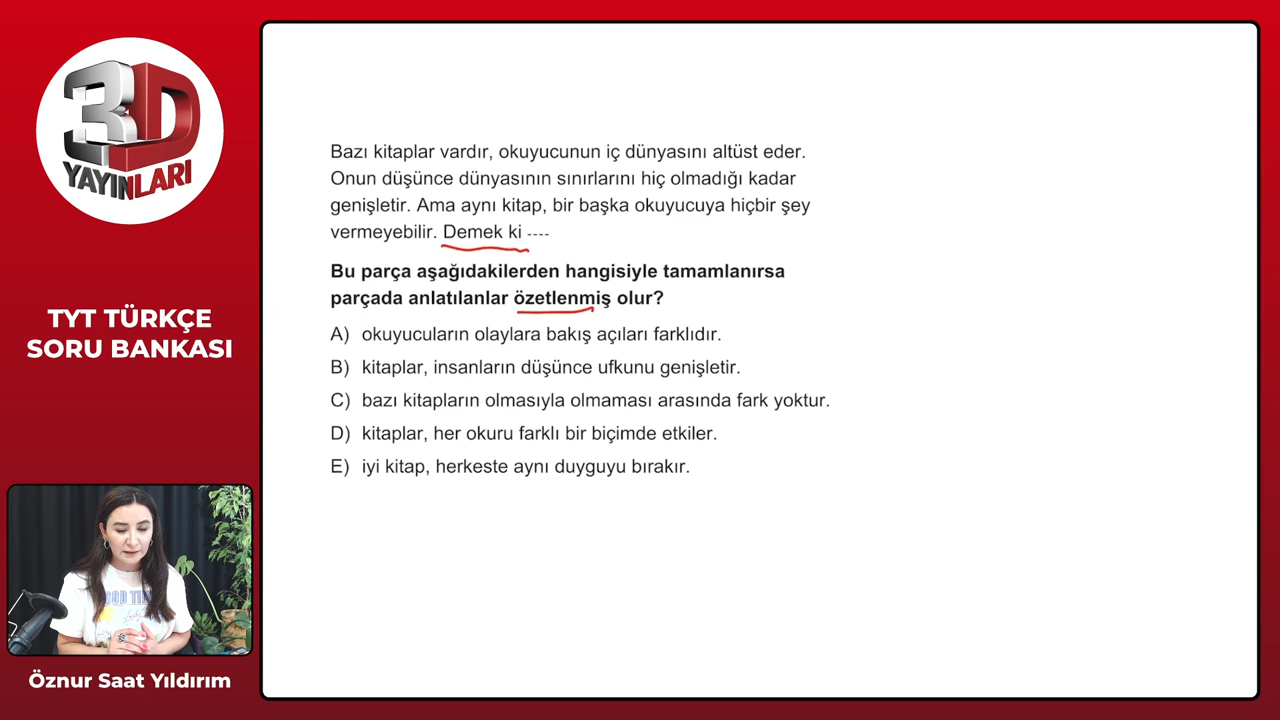 3D
YAYINLARI
TYT TÜRKÇE
SORU BANKASI
Öznur Saat Yıldırım
Bazı kitaplar vardır, okuyucunun iç dünyasını altüst eder.
Onun düşünce dünyasının sınırlarını hiç olmadığı kadar
genişletir. Ama aynı kitap, bir başka okuyucuya hiçbir şey
vermeyebilir. Demek ki ----
Bu parça aşağıdakilerden hangisiyle tamamlanırsa
parçada anlatılanlar özetlenmiş olur?
A) okuyucuların olaylara bakış açıları farklıdır.
B) kitaplar, insanların düşünce ufkunu genişletir.
C) bazı kitapların olmasıyla olmaması arasında fark yoktur.
D) kitaplar, her okuru farklı bir biçimde etkiler.
E) iyi kitap, herkeste aynı duyguyu bırakır.